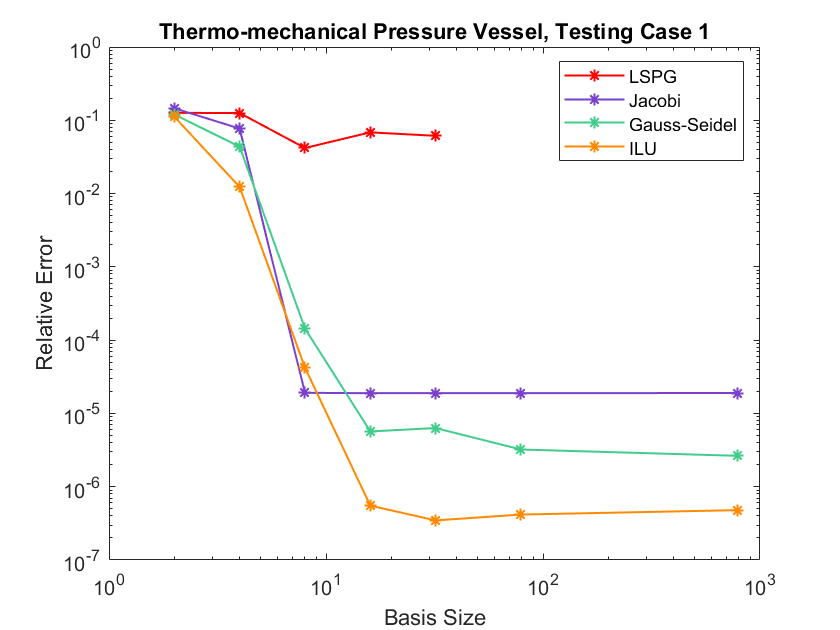 Thermo-mechanical Pressure Vessel, Testing Case 1
LSPG
Jacobi
Gauss-Seidel
ILU
Relative Error
10^0
10^-1
10^-2
10^-3
10^-4
10^-5
10^-6
10^-7
10^0 10^1 10^2 10^3
Basis Size